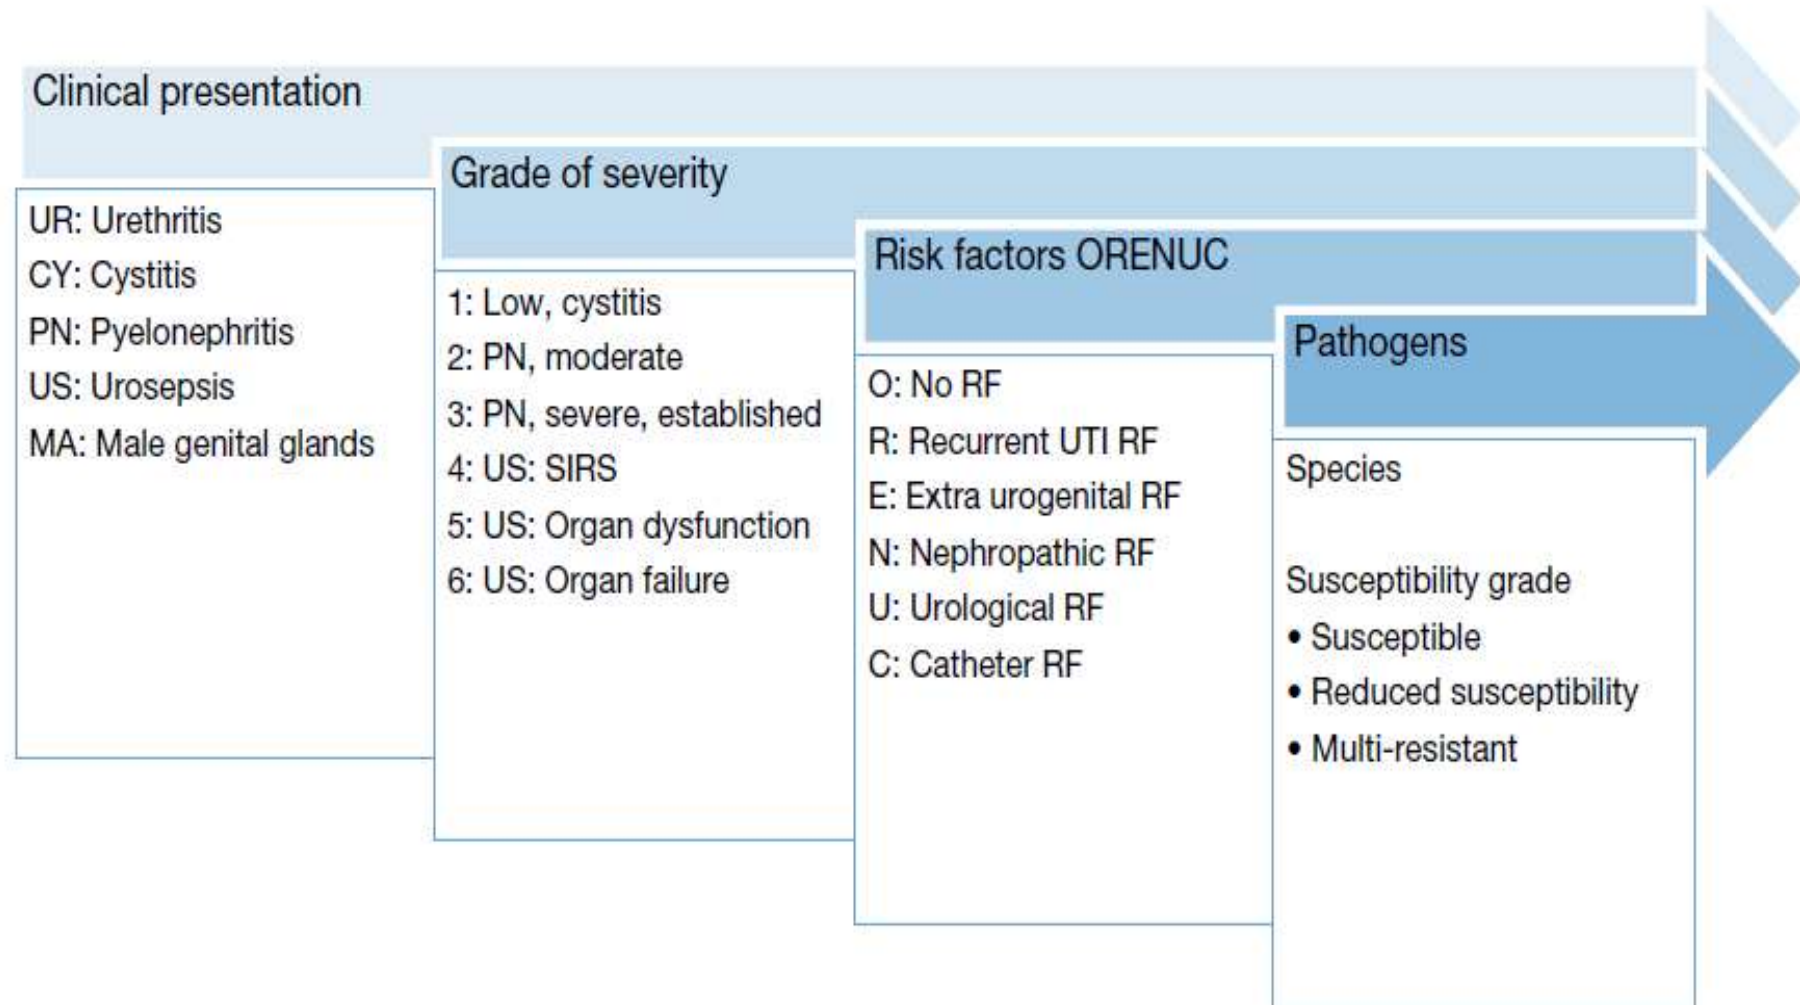 Clinical presentation
UR: Urethritis
CY: Cystitis
PN: Pyelonephritis
US: Urosepsis
MA: Male genital glands
Grade of severity
1: Low, cystitis
2: PN, moderate
3: PN, severe, established
4: US: SIRS
5: US: Organ dysfunction
6: US: Organ failure
Risk factors ORENUC
O: No RF
R: Recurrent UTI RF
E: Extra urogenital RF
N: Nephropathic RF
U: Urological RF
C: Catheter RF
Pathogens
Species
Susceptibility grade
• Susceptible
• Reduced susceptibility
• Multi-resistant